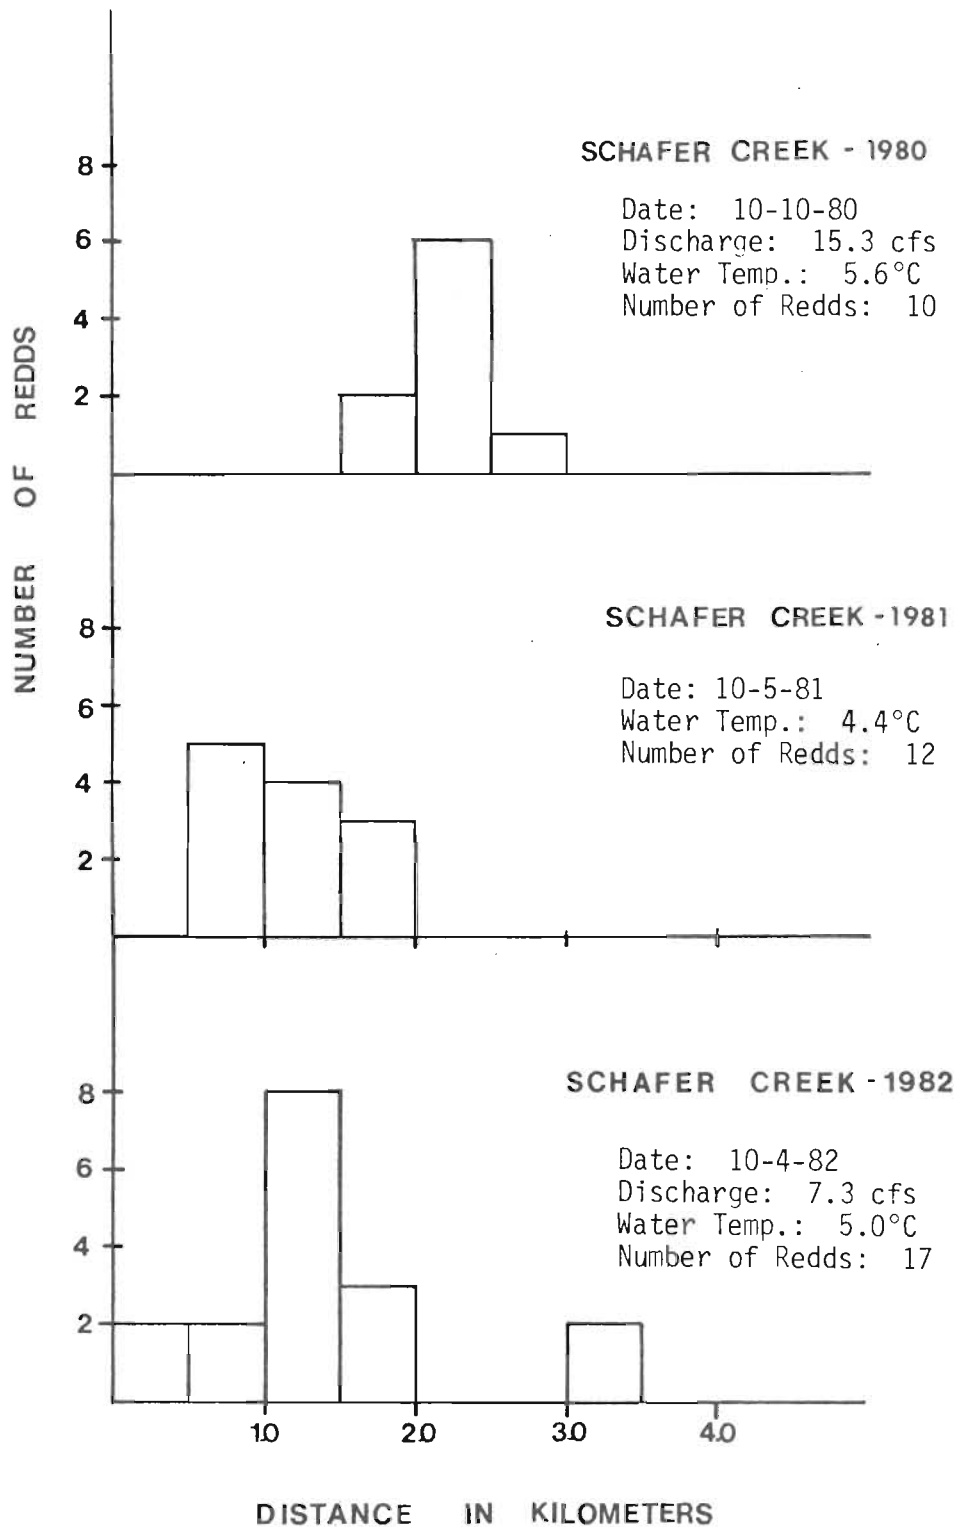 NUMBER OF REDDS
SCHAFER CREEK - 1980
Date: 10-10-80
Discharge: 15.3 cfs
Water Temp.: 5.6°C
Number of Redds: 10
8
6
4
2
SCHAFER CREEK - 1981
Date: 10-5-81
Water Temp.: 4.4°C
Number of Redds: 12
8
6
4
2
SCHAFER CREEK - 1982
Date: 10-4-82
Discharge: 7.3 cfs
Water Temp.: 5.0°C
Number of Redds: 17
8
6
4
2
1.0 2.0 3.0 4.0
DISTANCE IN KILOMETERS